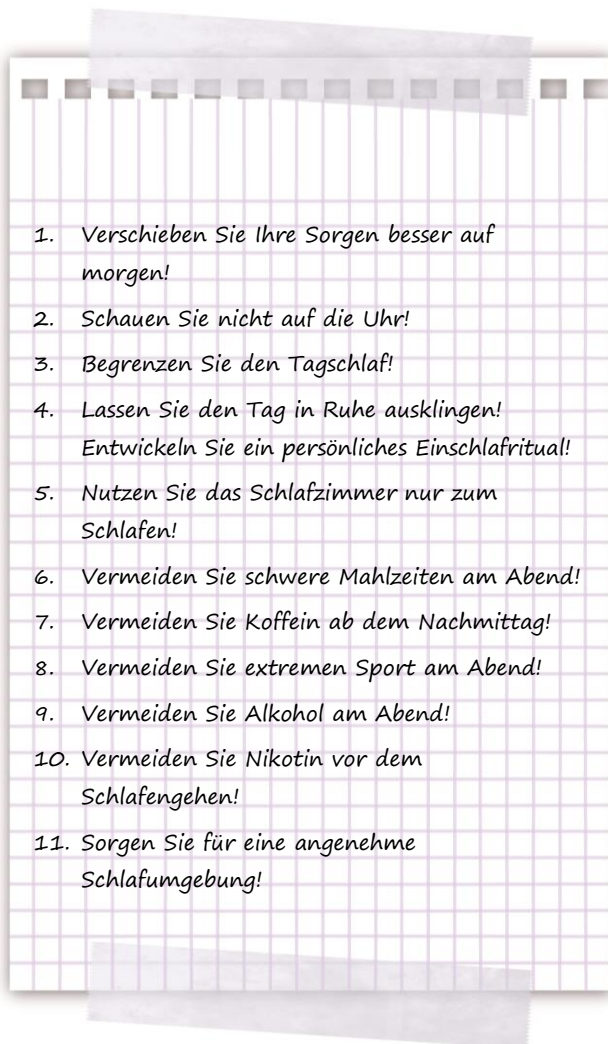 1. Verschieben Sie Ihre Sorgen besser auf
morgen!
2. Schauen Sie nicht auf die Uhr!
3. Begrenzen Sie den Tagschlaf!
4. Lassen Sie den Tag in Ruhe ausklingen!
Entwickeln Sie ein persönliches Einschlafritual!
5. Nutzen Sie das Schlafzimmer nur zum
Schlafen!
6. Vermeiden Sie schwere Mahlzeiten am Abend!
7. Vermeiden Sie Koffein ab dem Nachmittag!
8. Vermeiden Sie extremen Sport am Abend!
9. Vermeiden Sie Alkohol am Abend!
10. Vermeiden Sie Nikotin vor dem
Schlafengehen!
11. Sorgen Sie für eine angenehme
Schlafumgebung!